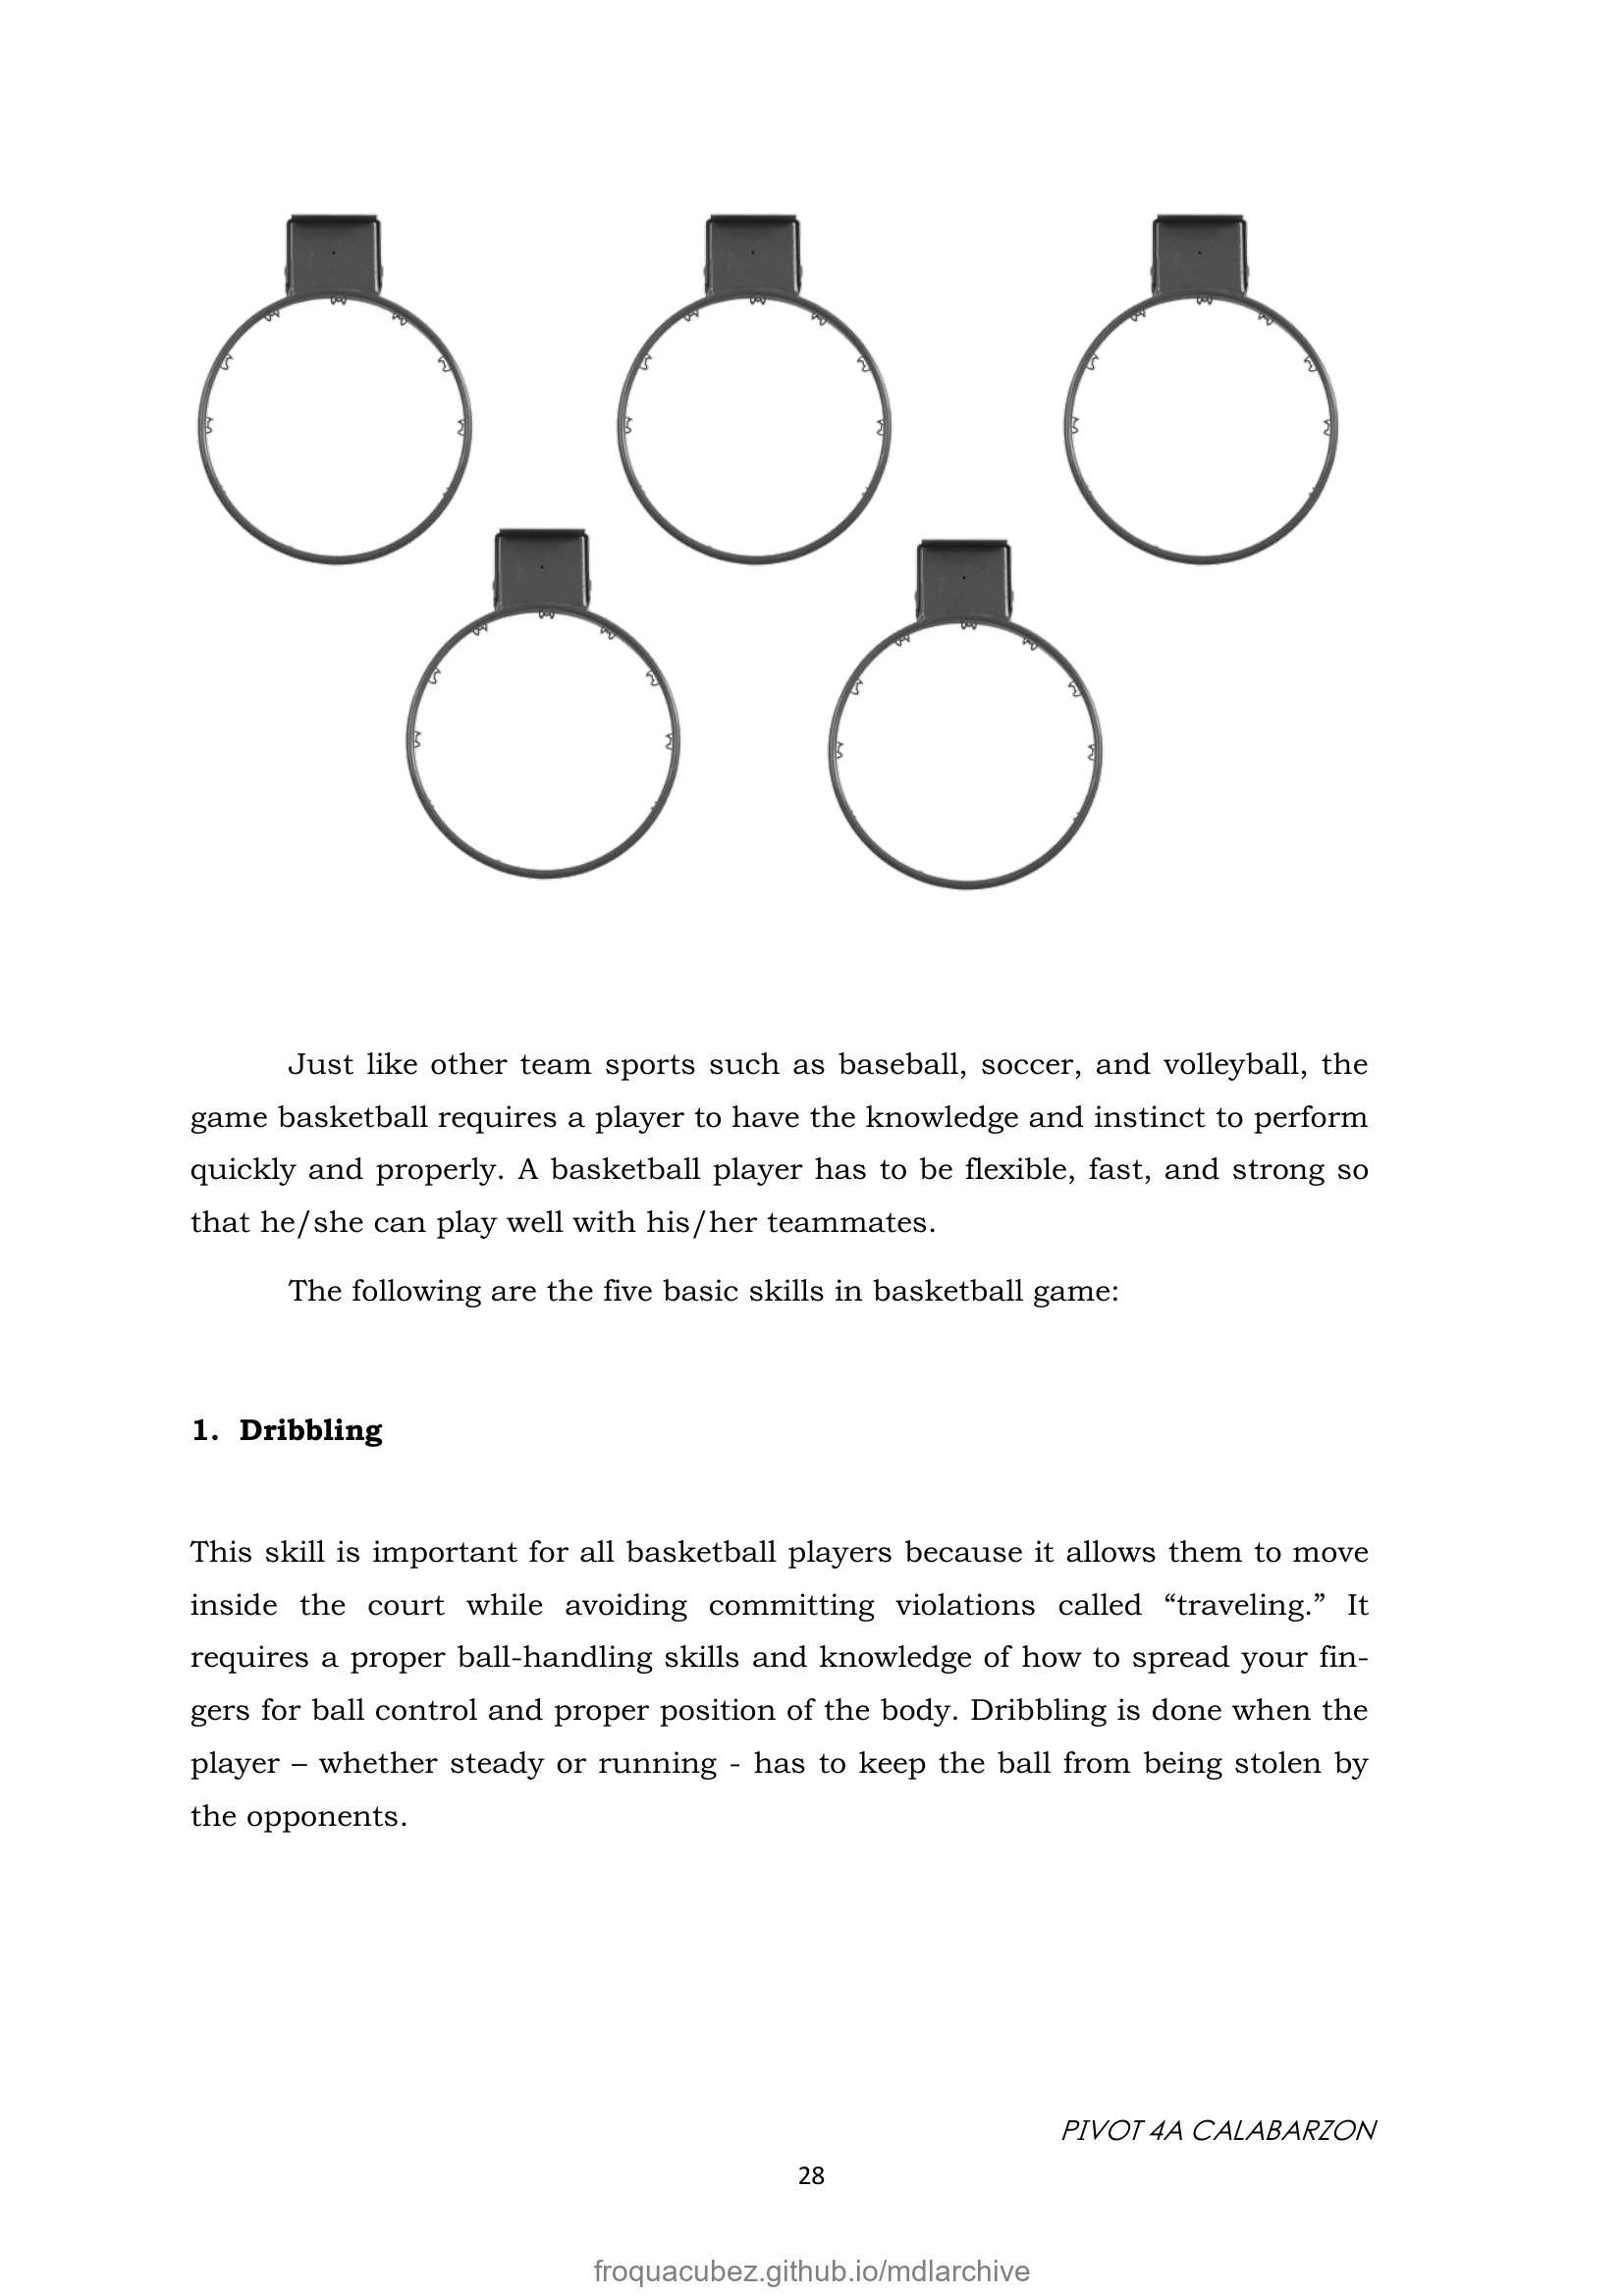 Just like other team sports such as baseball, soccer, and volleyball, the
game basketball requires a player to have the knowledge and instinct to perform
quickly and properly. A basketball player has to be flexible, fast, and strong so
that he/she can play well with his/her teammates.
The following are the five basic skills in basketball game:
1. Dribbling
This skill is important for all basketball players because it allows them to move
inside the court while avoiding committing violations called “traveling.” It
requires a proper ball-handling skills and knowledge of how to spread your fin-
gers for ball control and proper position of the body. Dribbling is done when the
player – whether steady or running - has to keep the ball from being stolen by
the opponents.
PIVOT 4A CALABARZON
28
froquacubez.github.io/mdlarchive